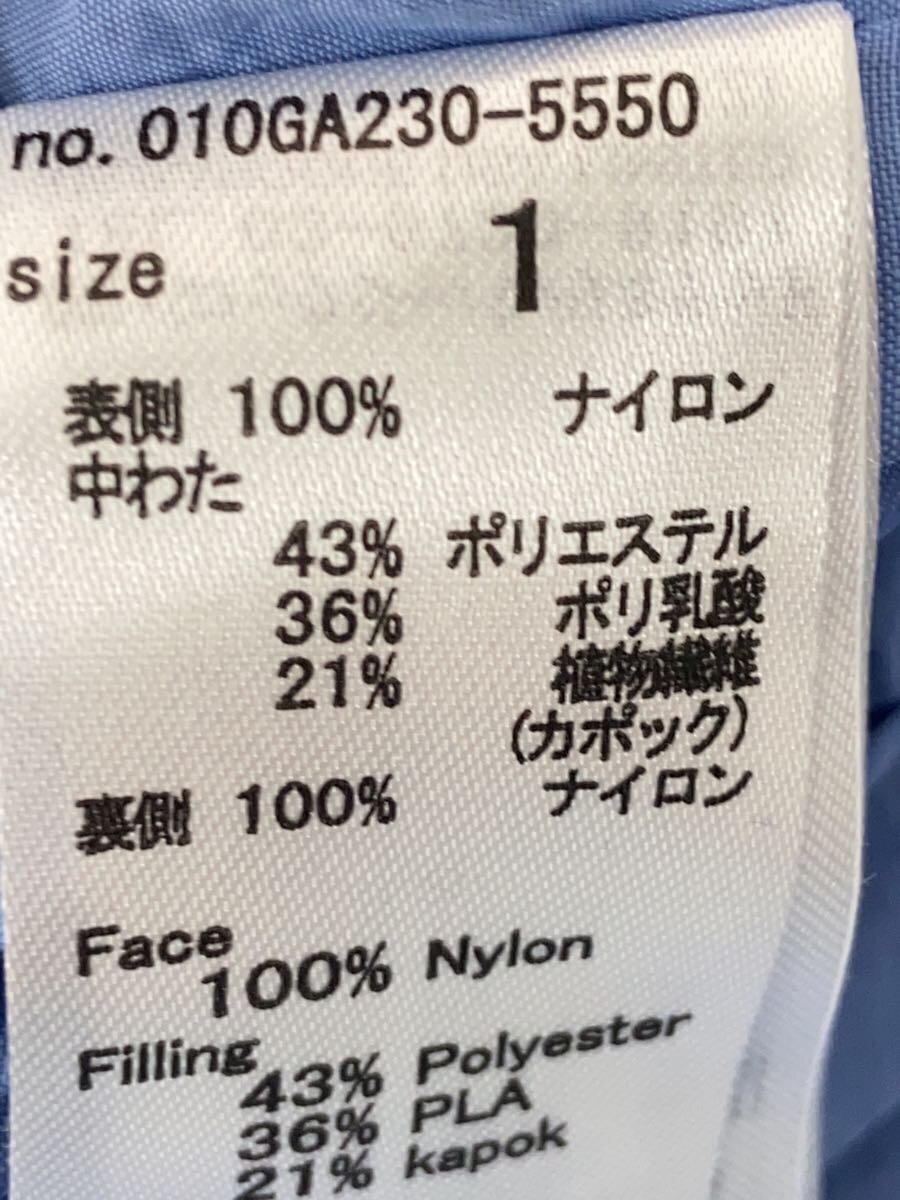 no. 010GA230-5550
size 1
表側 100% ナイロン
中わた
43% ポリエステル
36% ポリ乳酸
21% 植物繊維
(カポック)
裏側 100% ナイロン
Face
100% Nylon
Filling
43% Polyester
36% PLA
21% kapok